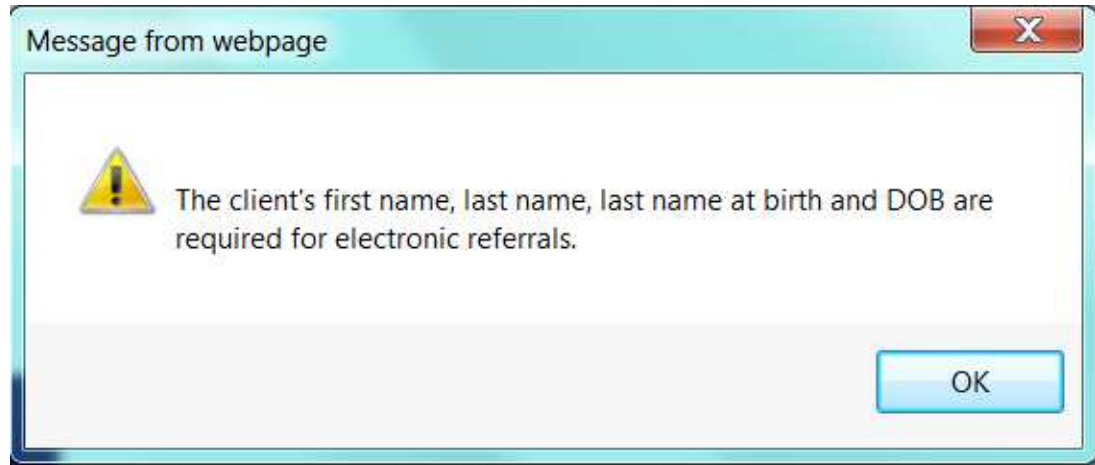 Message from webpage
X
The client's first name, last name, last name at birth and DOB are
required for electronic referrals.
OK